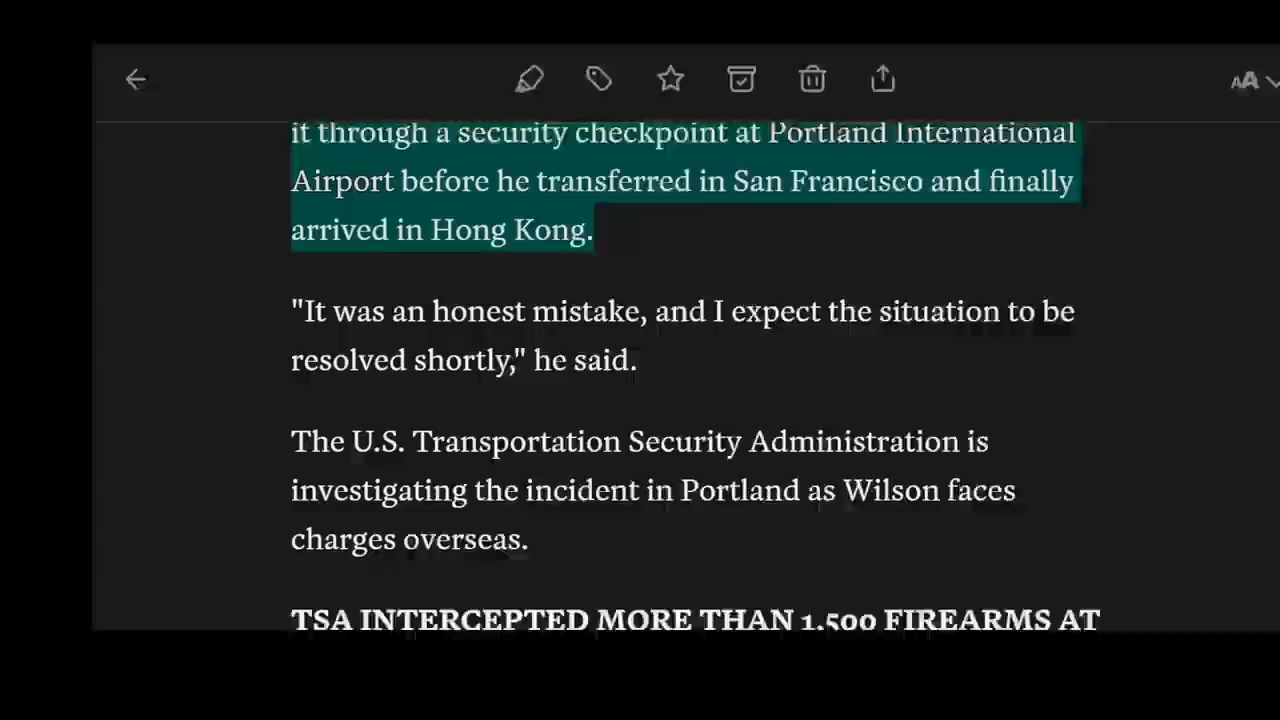 AA
it through a security checkpoint at Portland International
Airport before he transferred in San Francisco and finally
arrived in Hong Kong.
"It was an honest mistake, and I expect the situation to be
resolved shortly," he said.
The U.S. Transportation Security Administration is
investigating the incident in Portland as Wilson faces
charges overseas.
TSA INTERCEPTED MORE THAN 1,500 FIREARMS AT